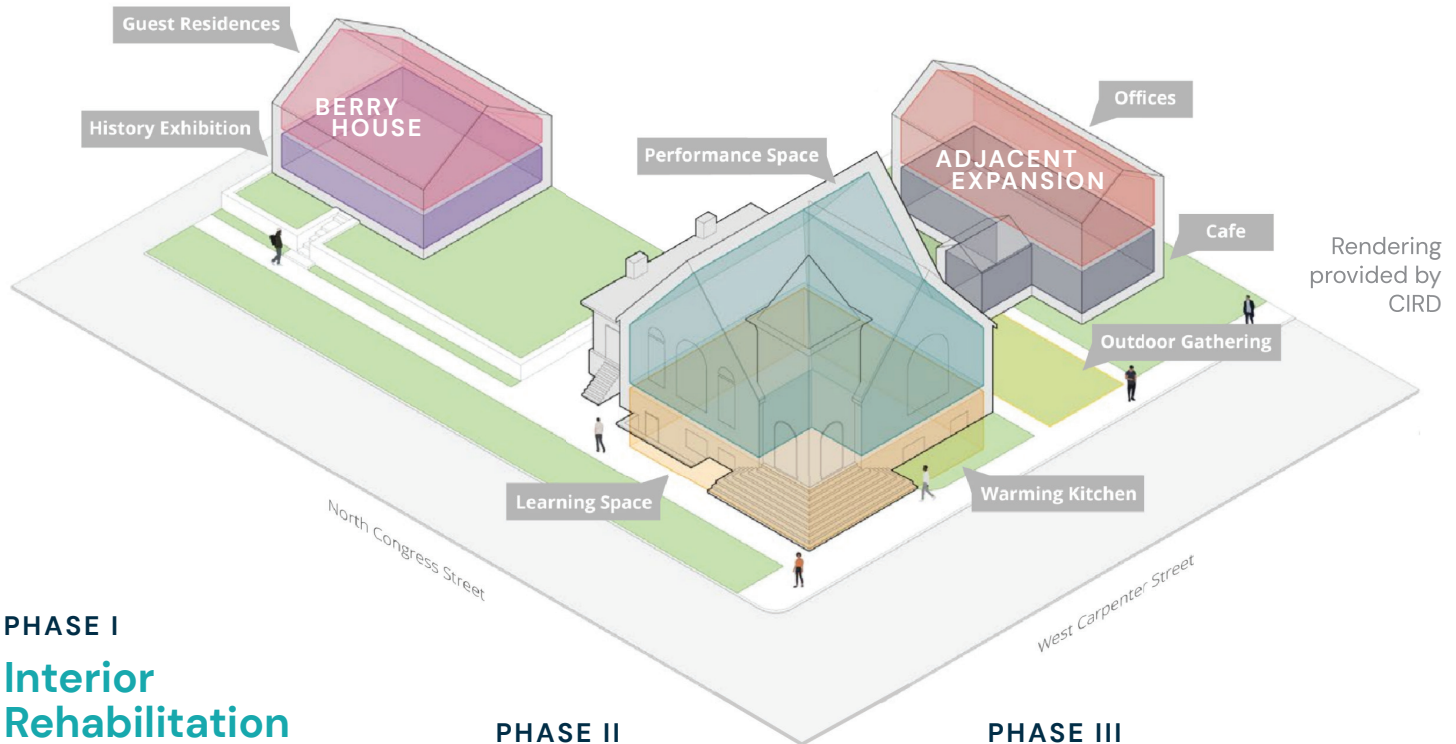 Guest Residences
BERRY
HOUSE
History Exhibition
Performance Space
Offices
ADJACENT
EXPANSION
Cafe
Rendering
provided by
CIRD
Outdoor Gathering
Learning Space
Warming Kitchen
North Congress Street
West Carpenter Street
PHASE I
Interior
Rehabilitation
PHASE II
PHASE III